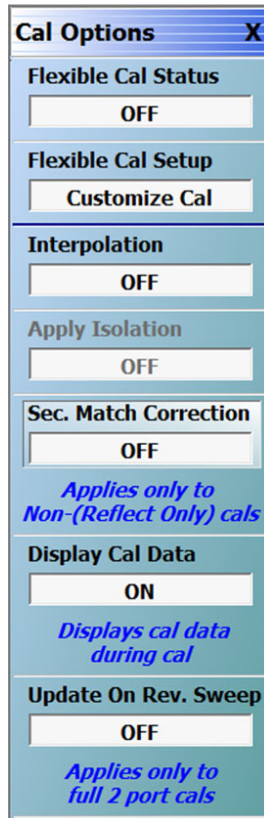 Cal Options X
Flexible Cal Status
OFF
Flexible Cal Setup
Customize Cal
Interpolation
OFF
Apply Isolation
OFF
Sec. Match Correction
OFF
Applies only to
Non-(Reflect Only) cals
Display Cal Data
ON
Displays cal data
during cal
Update On Rev. Sweep
OFF
Applies only to
full 2 port cals